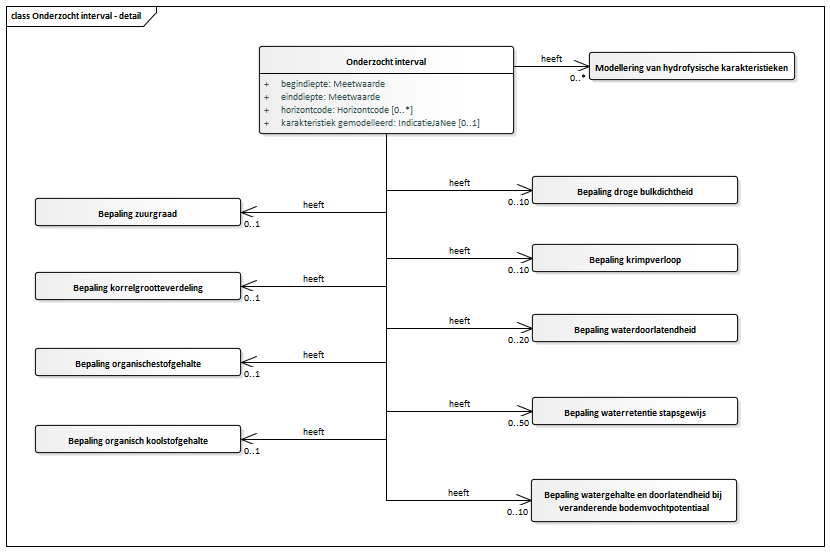 class Onderzocht interval - detail
Onderzocht interval
+ begindiepte: Meetwaarde
+ einddiepte: Meetwaarde
+ horizontcode: Horizontcode [0..*]
+ karakteristiek gemodelleerd: IndicatieJaNee [0..1]
heeft
0..*
Modellering van hydrofysische karakteristieken
heeft
0..10
Bepaling droge bulkdichtheid
Bepaling zuurgraad
heeft
0..1
heeft
0..10
Bepaling krimpverloop
Bepaling korrelgrootteverdeling
heeft
0..1
heeft
0..20
Bepaling waterdoorlatendheid
Bepaling organischestofgehalte
heeft
0..1
heeft
0..50
Bepaling waterretentie stapsgewijs
Bepaling organisch koolstofgehalte
heeft
0..1
heeft
0..10
Bepaling watergehalte en doorlatendheid bij
veranderende bodemvochtpotentiaal